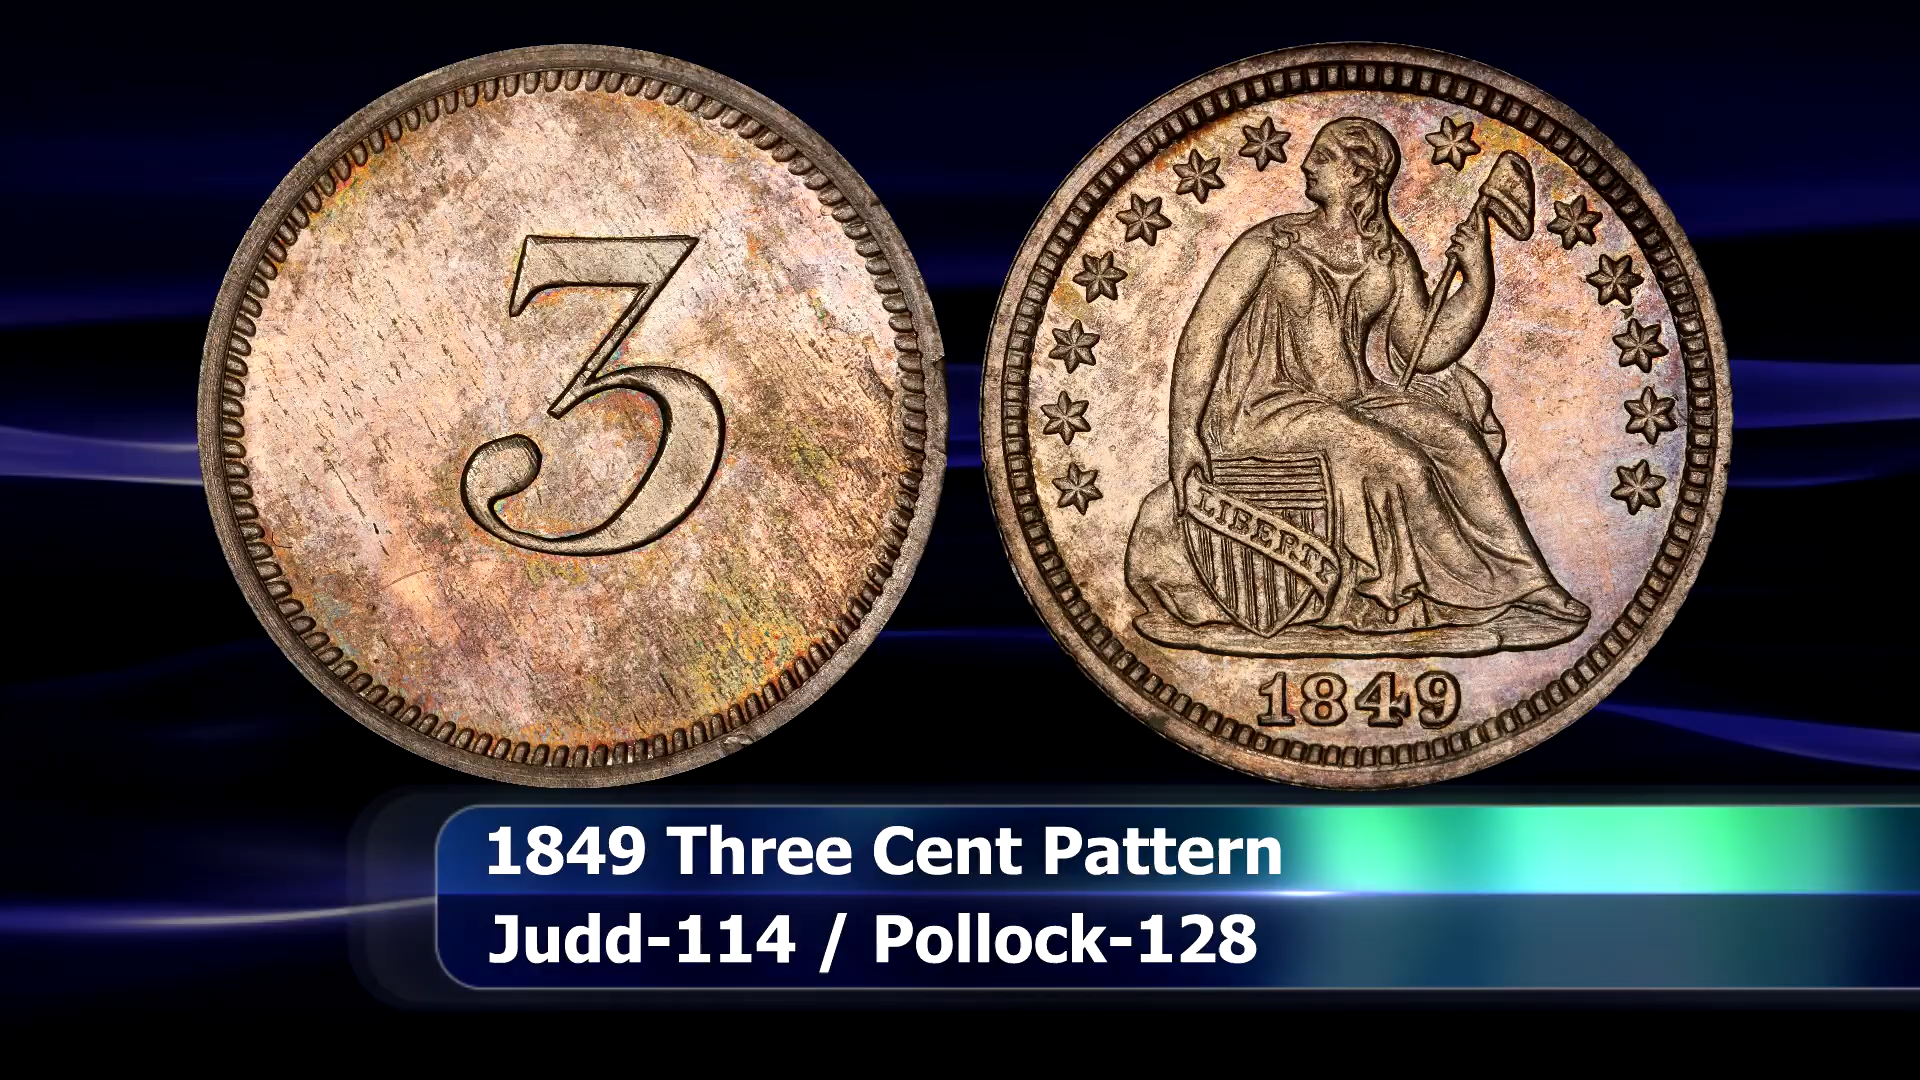 3
LIBERTY
1849
1849 Three Cent Pattern
Judd-114 / Pollock-128